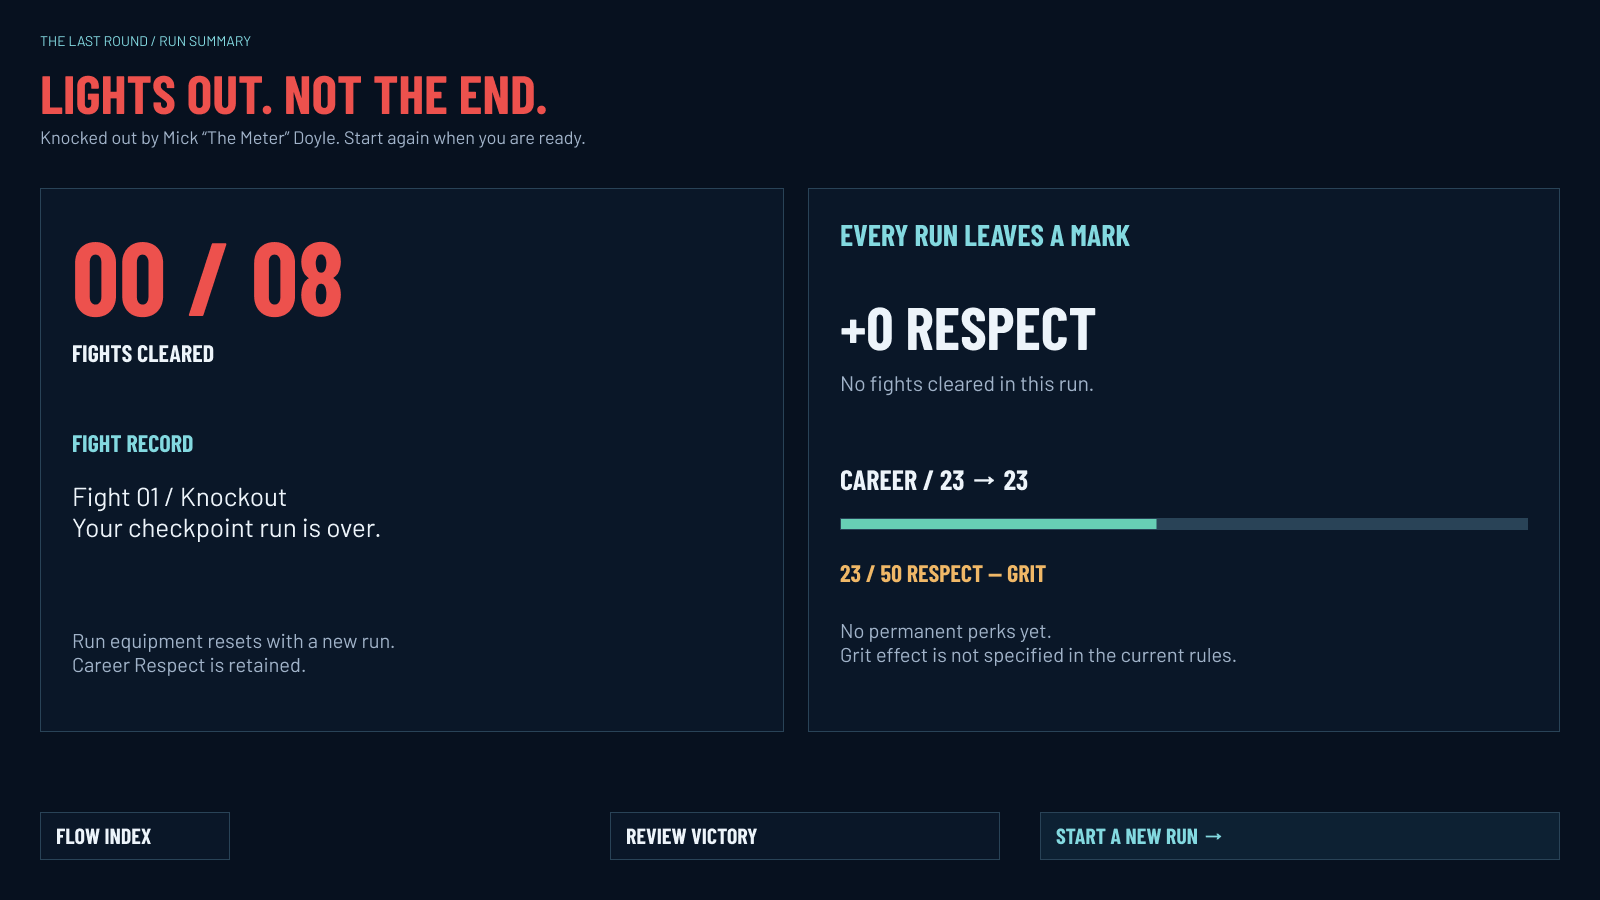 THE LAST ROUND / RUN SUMMARY
LIGHTS OUT. NOT THE END.
Knocked out by Mick “The Meter” Doyle. Start again when you are ready.
00 / 08
FIGHTS CLEARED
FIGHT RECORD
Fight 01 / Knockout
Your checkpoint run is over.
Run equipment resets with a new run.
Career Respect is retained.
EVERY RUN LEAVES A MARK
+0 RESPECT
No fights cleared in this run.
CAREER / 23 → 23
23 / 50 RESPECT — GRIT
No permanent perks yet.
Grit effect is not specified in the current rules.
FLOW INDEX
REVIEW VICTORY
START A NEW RUN →